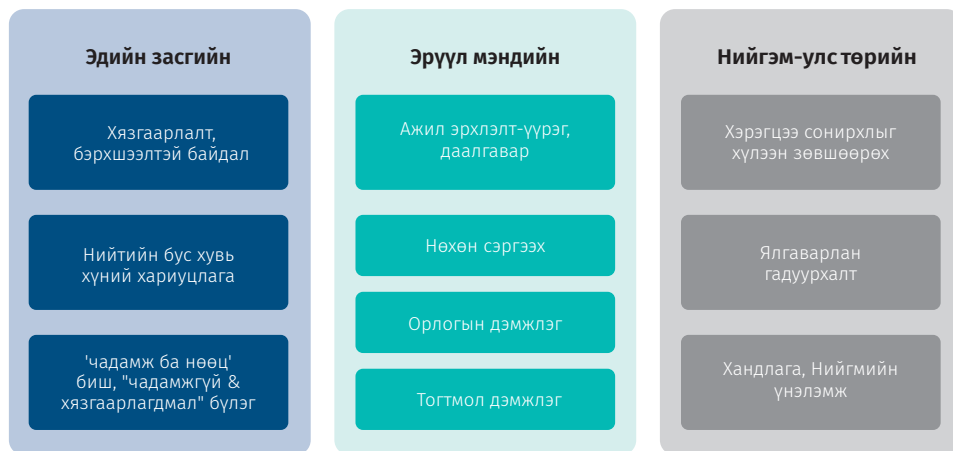 Эдийн засгийн
Хязгаарлалт,
бэрхшээлтэй байдал
Нийтийн бус хувь
хүний хариуцлага
'чадамж ба нөөц'
биш, "чадамжгүй &
хязгаарлагдмал" бүлэг
Эрүүл мэндийн
Ажил эрхлэлт-үүрэг,
даалгавар
Нөхөн сэргээх
Орлогын дэмжлэг
Тогтмол дэмжлэг
Нийгэм-улс төрийн
Хэрэгцээ сонирхлыг
хүлээн зөвшөөрөх
Ялгаварлан
гадуурхалт
Хандлага, Нийгмийн
үнэлэмж